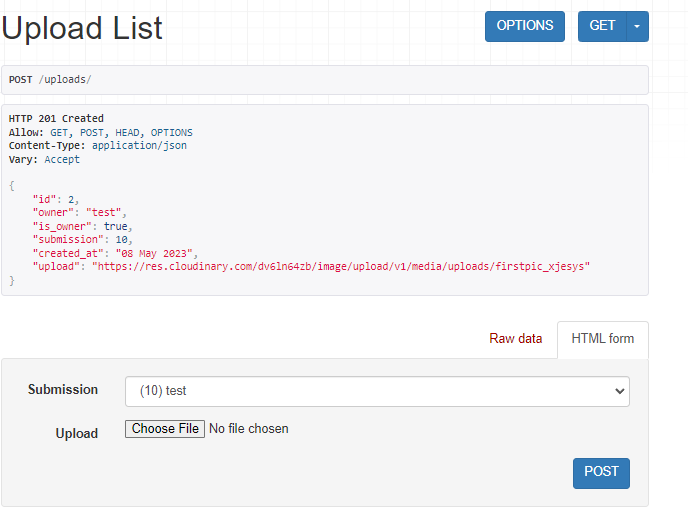 Upload List
OPTIONS
GET
POST /uploads/
HTTP 201 Created
Allow: GET, POST, HEAD, OPTIONS
Content-Type: application/json
Vary: Accept
{
"id": 2,
"owner": "test",
"is_owner": true,
"submission": 10,
"created_at": "08 May 2023",
"upload": "https://res.cloudinary.com/dv6ln64zb/image/upload/v1/media/uploads/firstpic_xjesys"
}
Raw data
HTML form
Submission
(10) test
Upload
Choose File No file chosen
POST